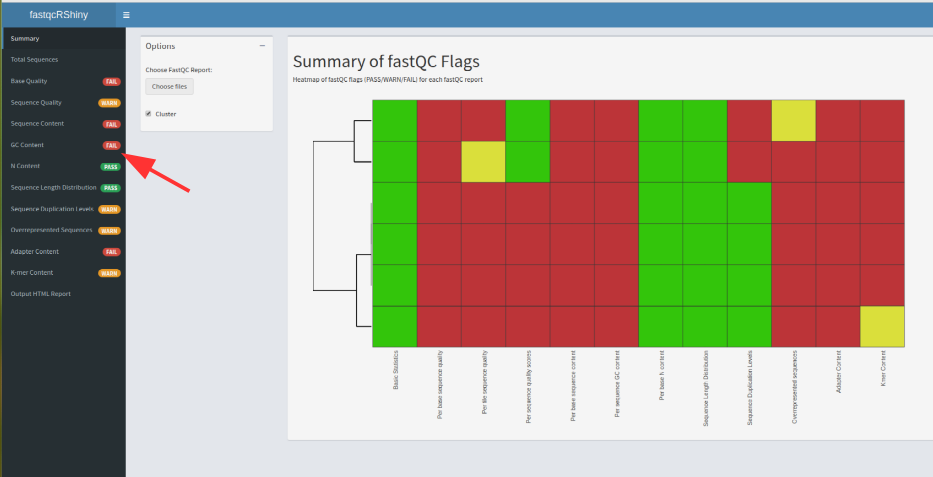 fastqcRShiny
Summary
Total Sequences
Base Quality FAIL
Sequence Quality WARN
Sequence Content FAIL
GC Content FAIL
N Content PASS
Sequence Length Distribution PASS
Sequence Duplication Levels WARN
Overrepresented Sequences WARN
Adapter Content FAIL
K-mer Content WARN
Output HTML Report
Options
Choose FastQC Report:
Choose files
Cluster
Summary of fastQC Flags
Heatmap of fastQC flags (PASS/WARN/FAIL) for each fastQC report
Basic Statistics
Per base sequence quality
Per tile sequence quality
Per sequence quality scores
Per base sequence content
Per sequence GC content
Per base N content
Sequence Length Distribution
Sequence Duplication Levels
Overrepresented sequences
Adapter Content
Kmer Content